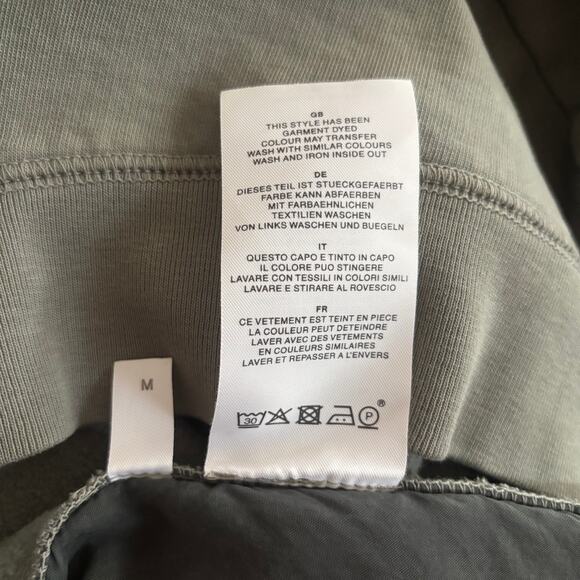 GB
THIS STYLE HAS BEEN
GARMENT DYED
COLOUR MAY TRANSFER
WASH WITH SIMILAR COLOURS
WASH AND IRON INSIDE OUT
DE
DIESES TEIL IST STUECKGEFAERBT
FARBE KANN ABFAERBEN
MIT FARBAEHNLICHEN
TEXTILIEN WASCHEN
VON LINKS WASCHEN UND BUEGELN
IT
QUESTO CAPO E TINTO IN CAPO
IL COLORE PUO STINGERE
LAVARE CON TESSILI IN COLORI SIMILI
LAVARE E STIRARE AL ROVESCIO
FR
CE VETEMENT EST TEINT EN PIECE
LA COULEUR PEUT DETEINDRE
LAVER AVEC DES VETEMENTS
EN COULEURS SIMILAIRES
LAVER ET REPASSER A L'ENVERS
30 P ®
M